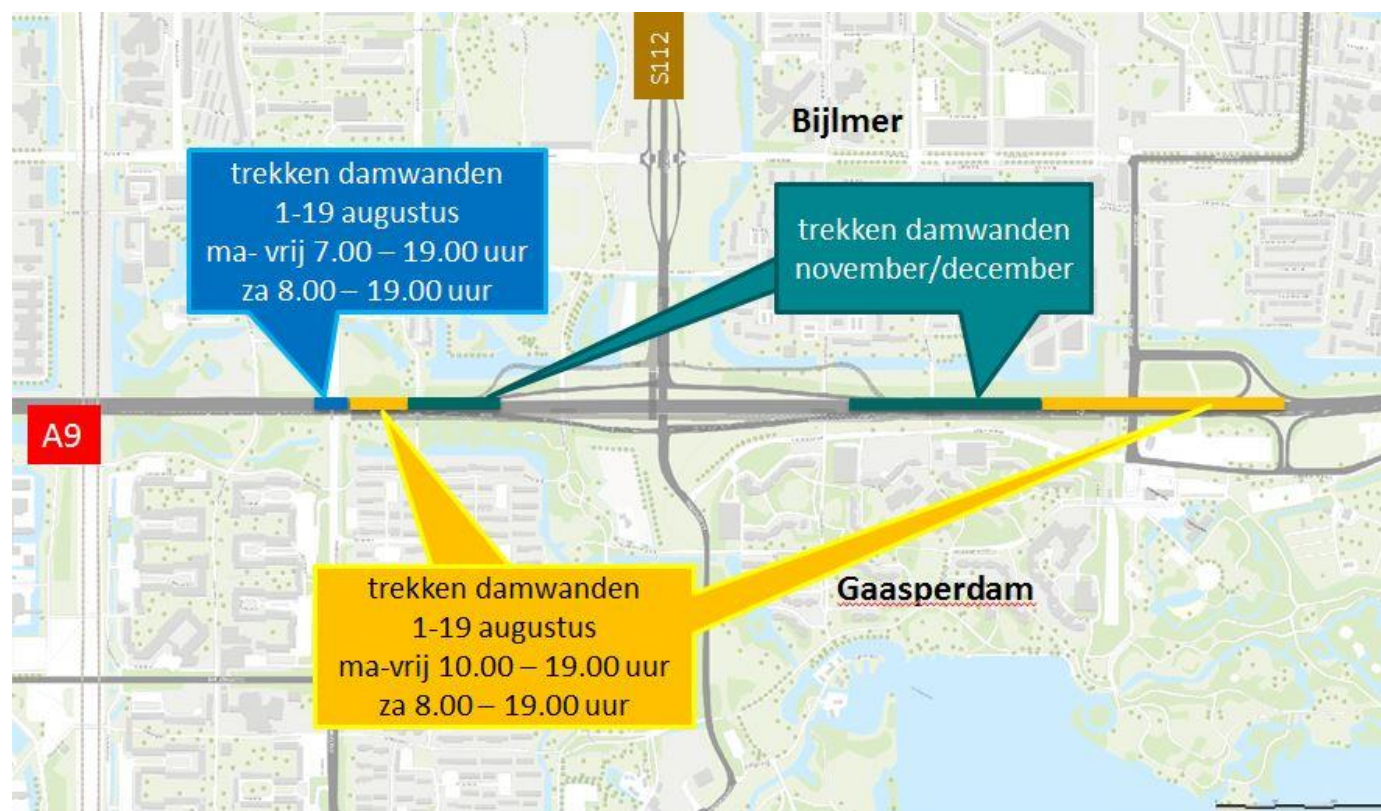 S112
Bijlmer
trekken damwanden
1-19 augustus
ma- vrij 7.00 – 19.00 uur
za 8.00 – 19.00 uur
trekken damwanden
november/december
A9
trekken damwanden
1-19 augustus
ma-vrij 10.00 – 19.00 uur
za 8.00 – 19.00 uur
Gaasperdam